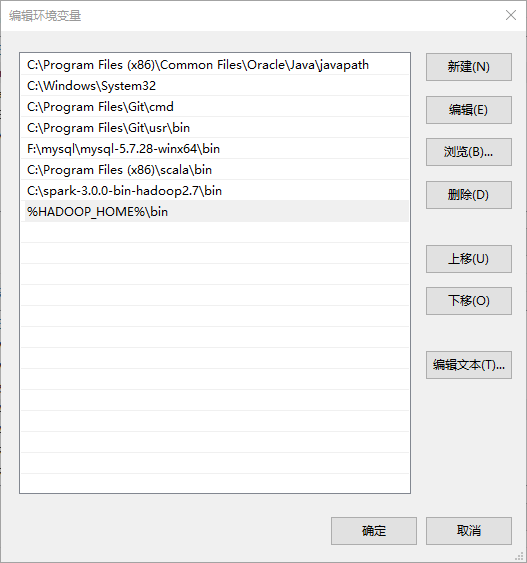 编辑环境变量
C:\Program Files (x86)\Common Files\Oracle\Java\javapath
C:\Windows\System32
C:\Program Files\Git\cmd
C:\Program Files\Git\usr\bin
F:\mysql\mysql-5.7.28-winx64\bin
C:\Program Files (x86)\scala\bin
C:\spark-3.0.0-bin-hadoop2.7\bin
%HADOOP_HOME%\bin
新建(N)
编辑(E)
浏览(B)...
删除(D)
上移(U)
下移(O)
编辑文本(T)...
确定
取消